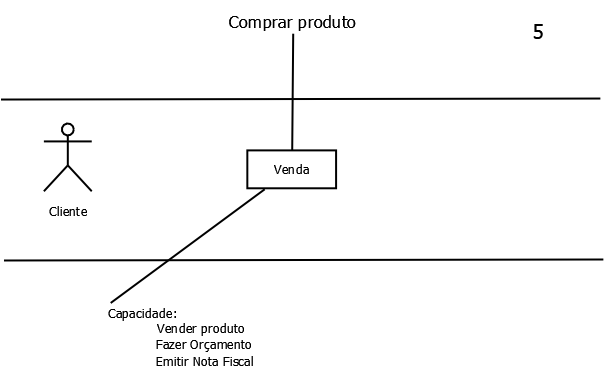 Comprar produto
5
Venda
Cliente
Capacidade:
Vender produto
Fazer Orçamento
Emitir Nota Fiscal